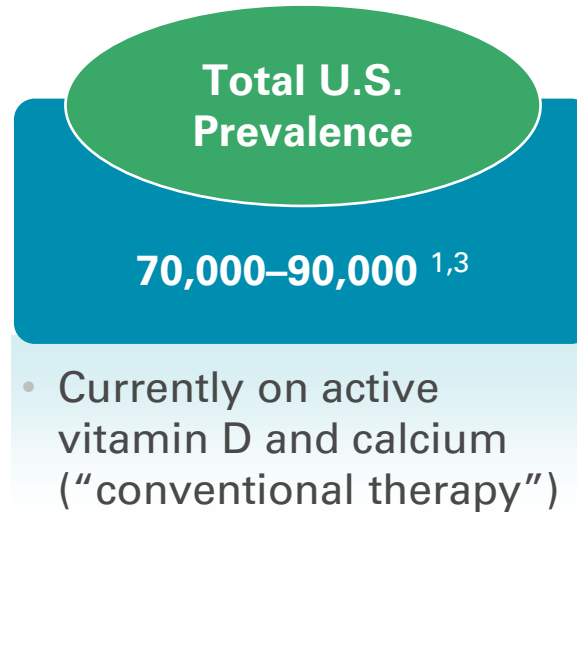 Total U.S.
Prevalence
70,000–90,000 1,3
• Currently on active
vitamin D and calcium
(“conventional therapy”)